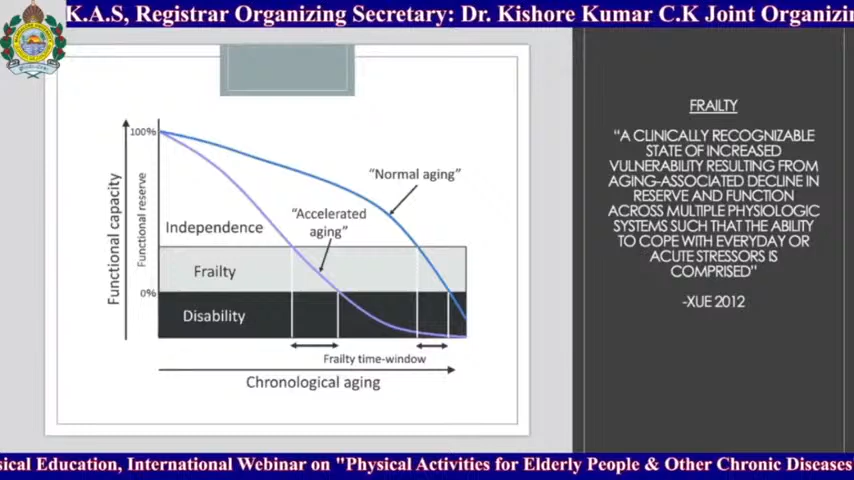 K.A.S, Registrar Organizing Secretary: Dr. Kishore Kumar C.K Joint Organizin
100%
"Normal aging"
"Accelerated
aging"
Functional capacity
Functional reserve
Independence
Frailty
0%
Disability
Frailty time-window
Chronological aging
FRAILTY
"A CLINICALLY RECOGNIZABLE
STATE OF INCREASED
VULNERABILITY RESULTING FROM
AGING-ASSOCIATED DECLINE IN
RESERVE AND FUNCTION
ACROSS MULTIPLE PHYSIOLOGIC
SYSTEMS SUCH THAT THE ABILITY
TO COPE WITH EVERYDAY OR
ACUTE STRESSORS IS
COMPRISED"
-XUE 2012
sical Education, International Webinar on "Physical Activities for Elderly People & Other Chronic Diseases"